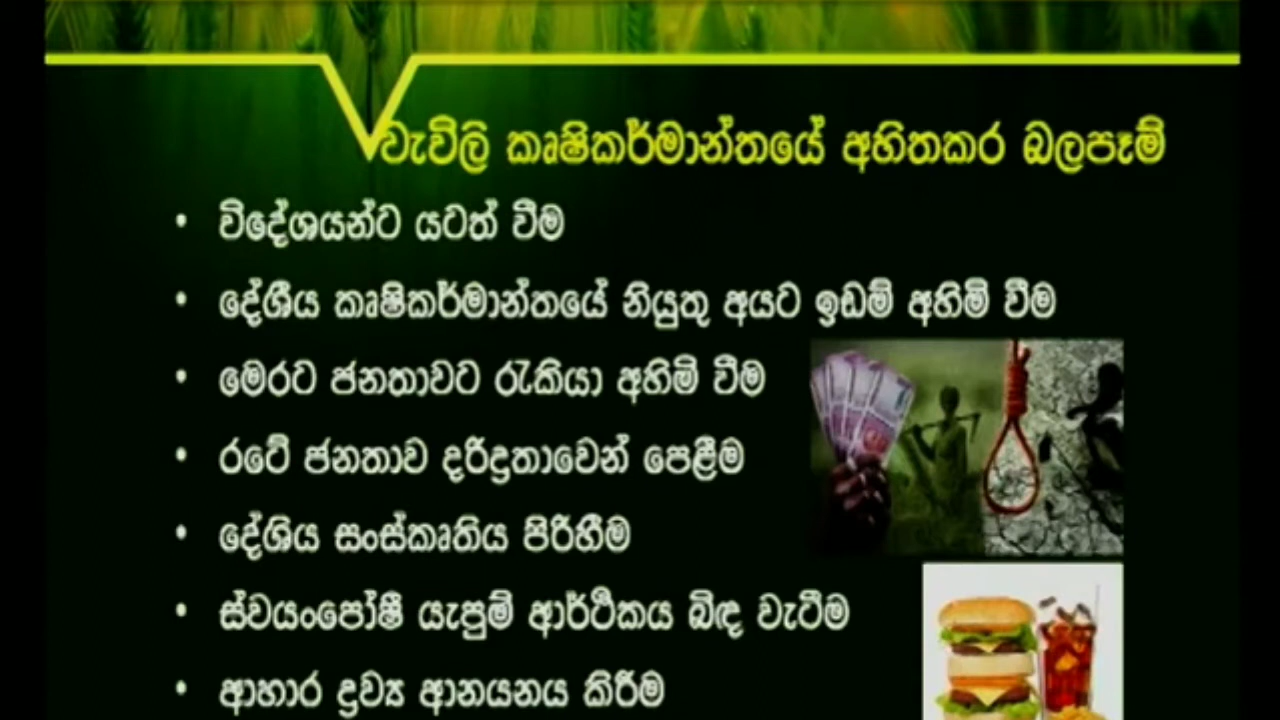 වැවිලි කෘෂිකර්මාන්තයේ අහිතකර බලපෑම්
• විදේශයන්ට යටත් වීම
• දේශීය කෘෂිකර්මාන්තයේ නියුතු අයට ඉඩම් අහිමි වීම
• මෙරට ජනතාවට රැකියා අහිමි වීම
• රටේ ජනතාව දරිද්‍රතාවෙන් පෙළීම
• දේශිය සංස්කෘතිය පිරිහීම
• ස්වයංපෝෂී යැපුම් ආර්ථිකය බිඳ වැටීම
• ආහාර ද්‍රව්‍ය ආනයනය කිරීම